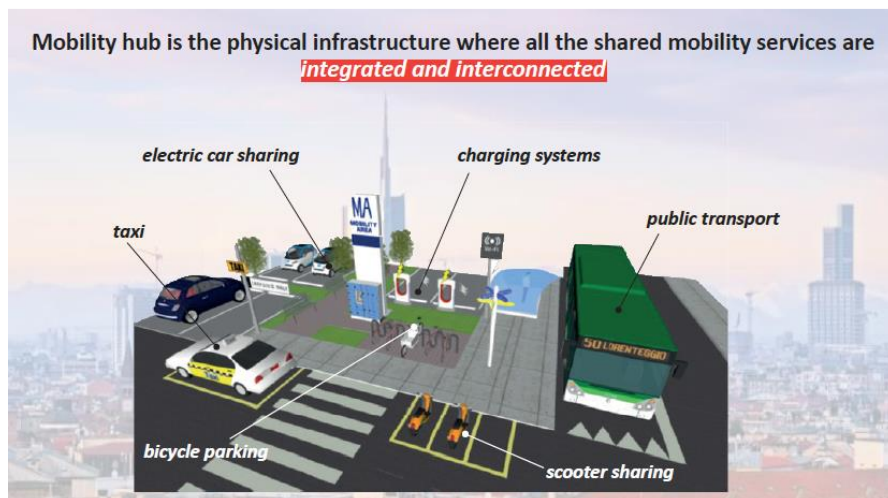 Mobility hub is the physical infrastructure where all the shared mobility services are
integrated and interconnected
electric car sharing
charging systems
taxi
public transport
MA
MOBILITY
AREA
TAXI
50 LORENTEGGIO
Taxi
bicycle parking
scooter sharing